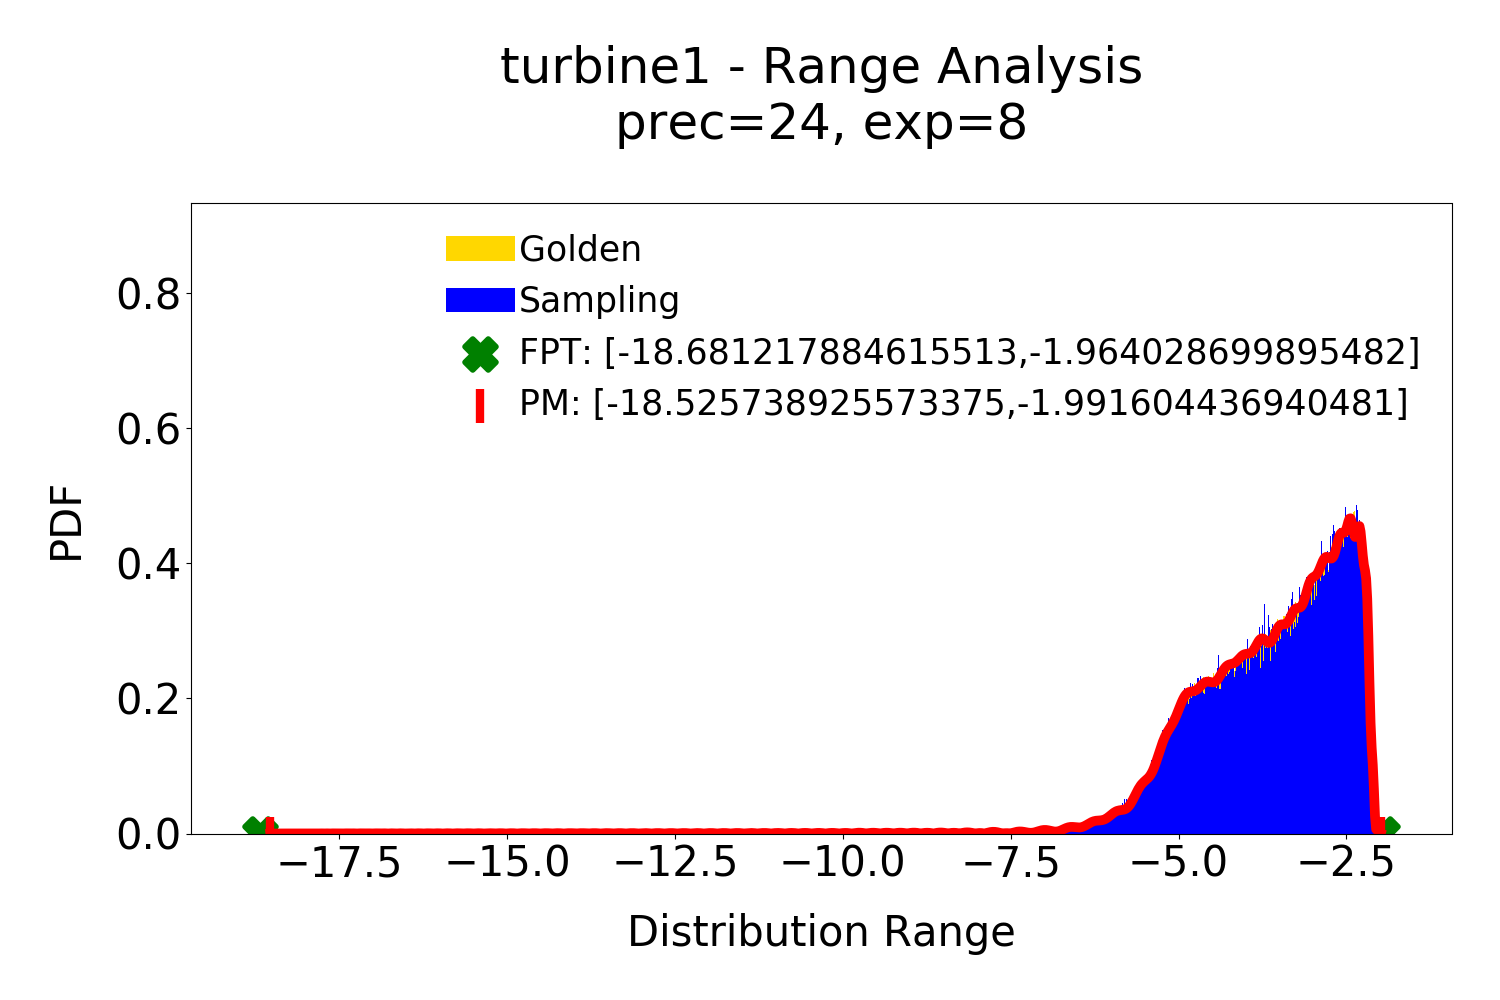 turbine1 - Range Analysis
prec=24, exp=8
Golden
Sampling
FPT: [-18.681217884615513,-1.964028699895482]
PM: [-18.525738925573375,-1.991604436940481]
0.8
0.6
0.4
0.2
0.0
PDF
−17.5 −15.0 −12.5 −10.0 −7.5 −5.0 −2.5
Distribution Range